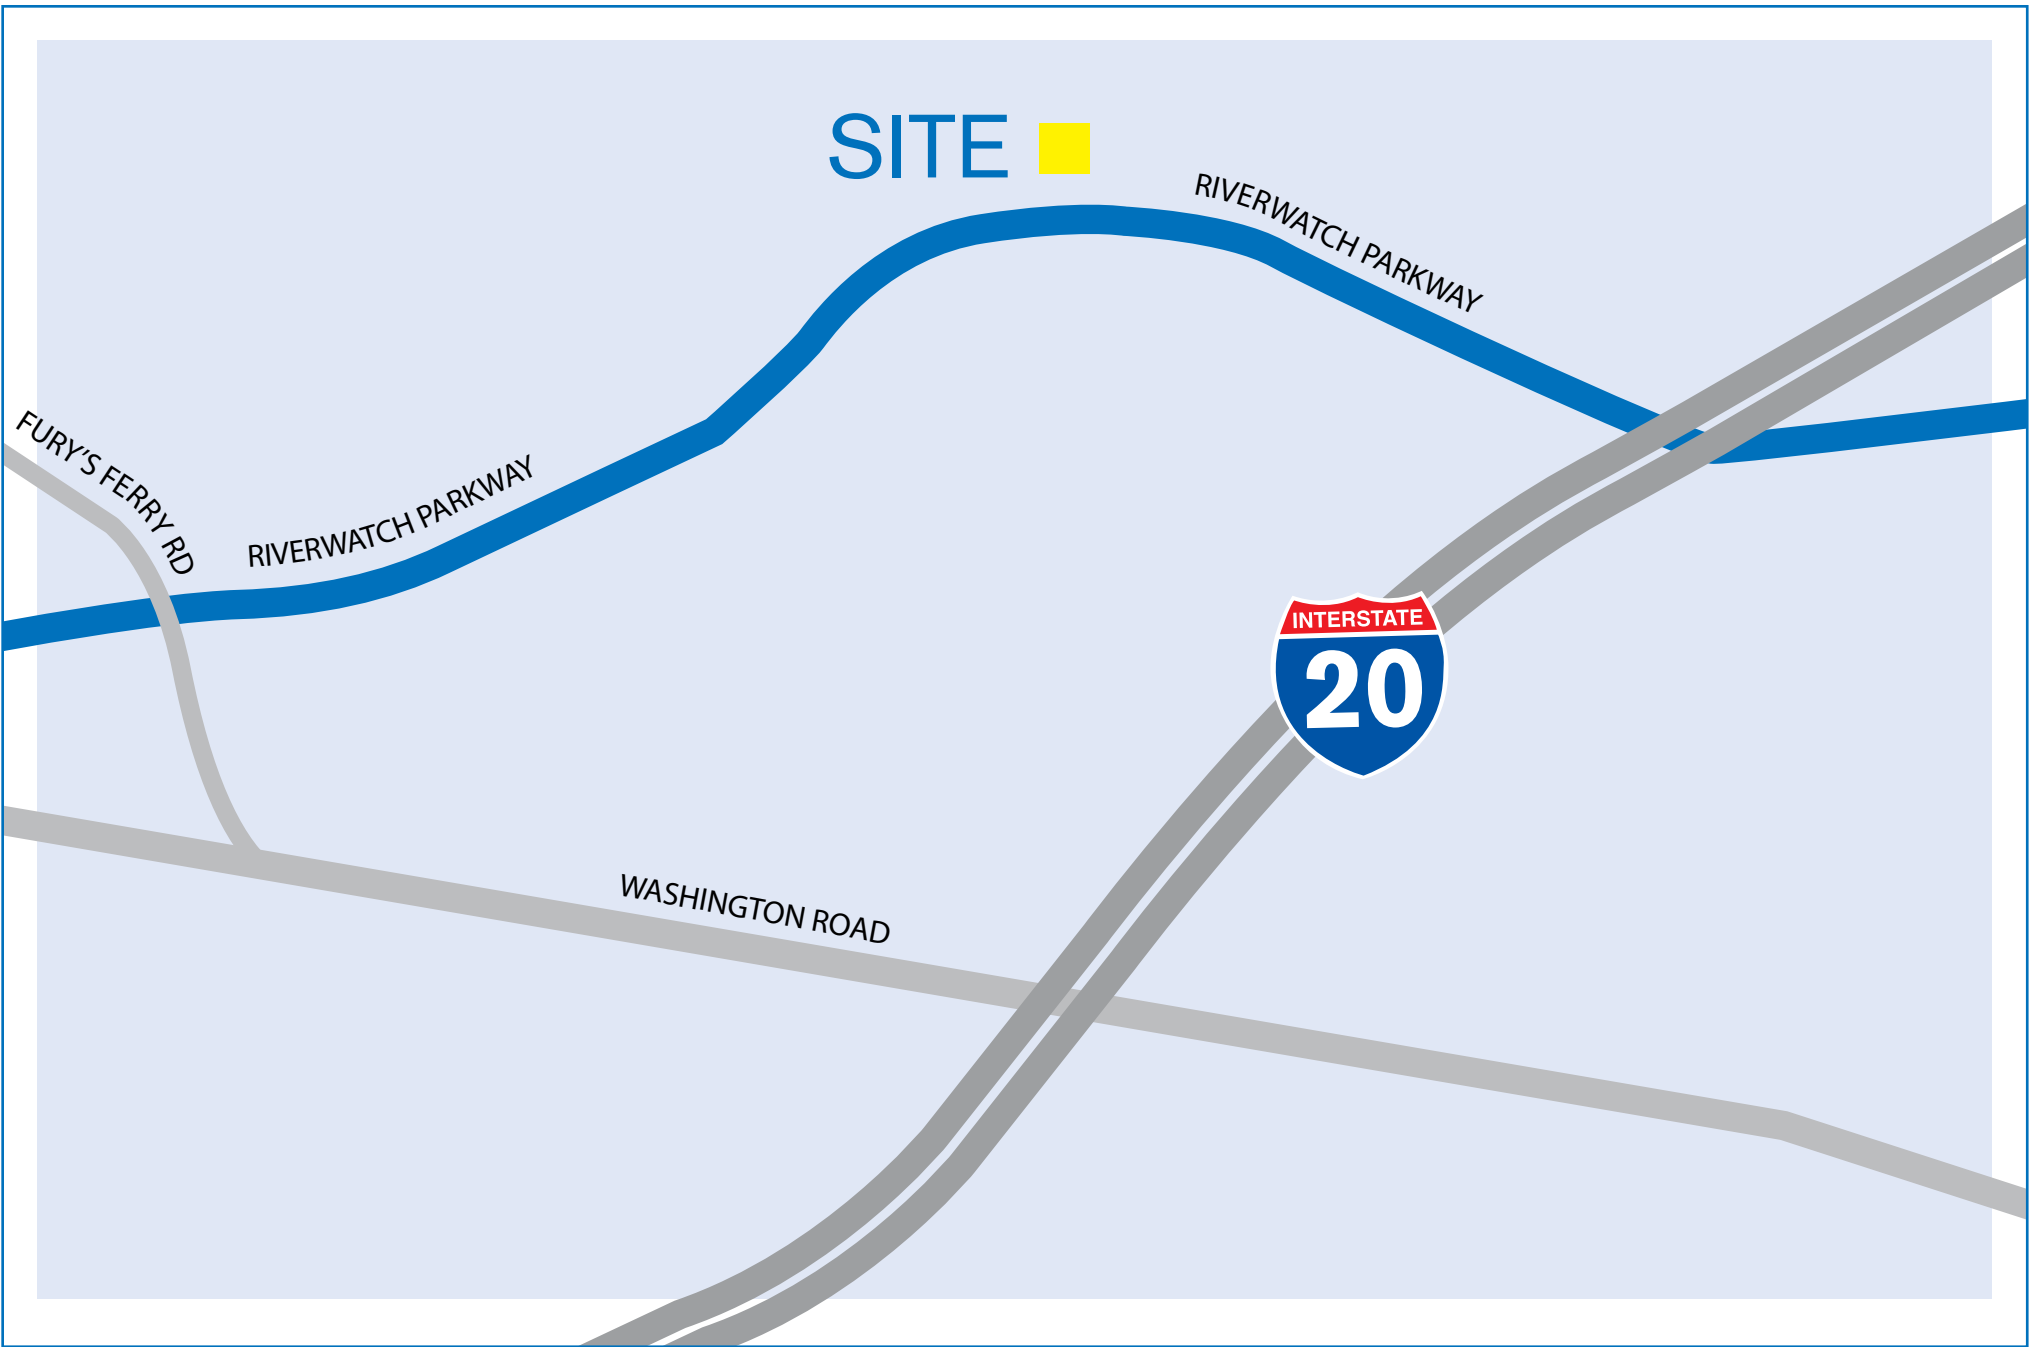 SITE
RIVERWATCH PARKWAY
FURY'S FERRY RD
RIVERWATCH PARKWAY
INTERSTATE
20
WASHINGTON ROAD